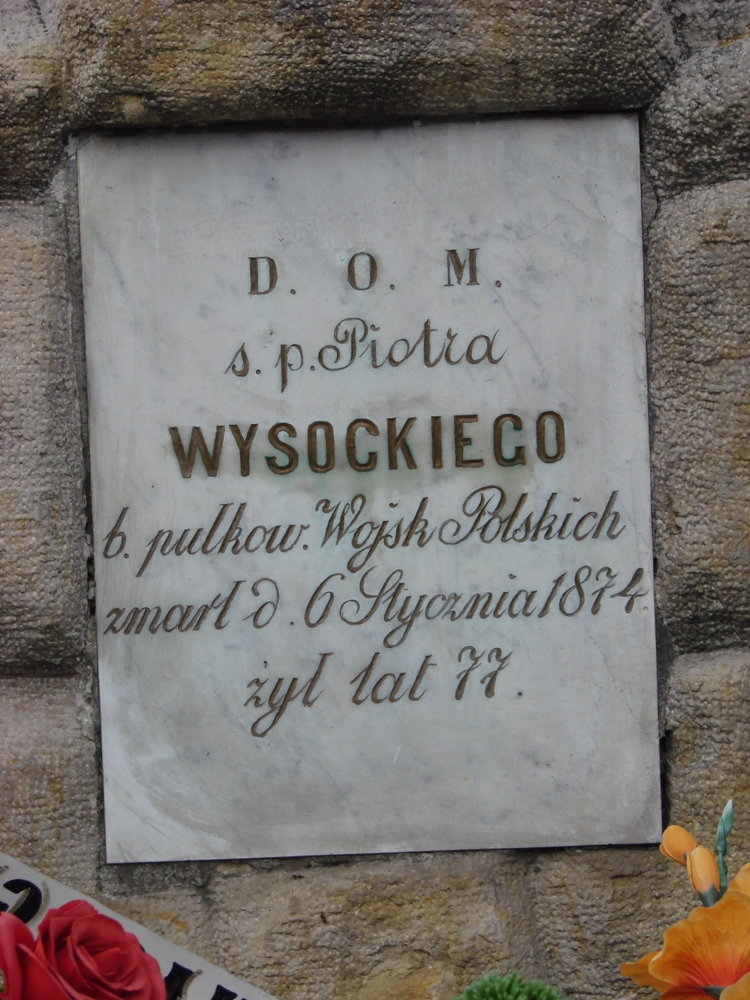 D. O. M.
s. p. Piotra
WYSOCKIEGO
b. pułkow. Wojsk Polskich
zmarł d. 6 Stycznia 1874.
żył lat 77.